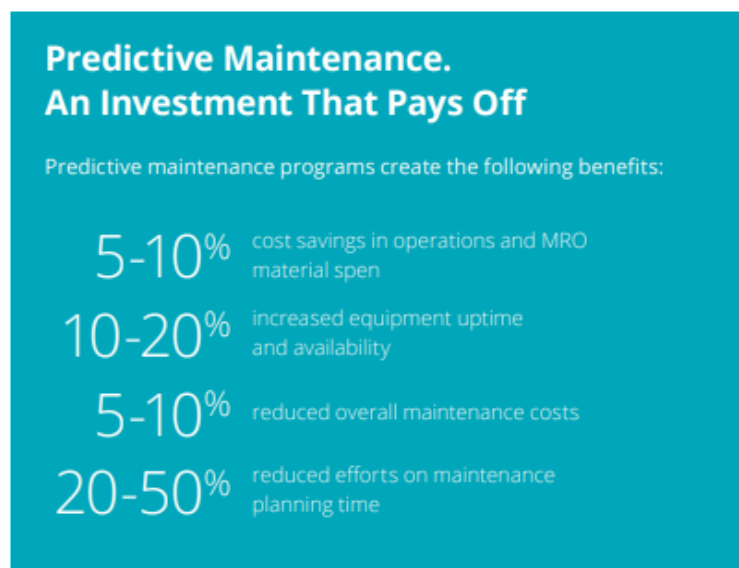 Predictive Maintenance.
An Investment That Pays Off
Predictive maintenance programs create the following benefits:
5-10% cost savings in operations and MRO
material spen
10-20% increased equipment uptime
and availability
5-10% reduced overall maintenance costs
20-50% reduced efforts on maintenance
planning time